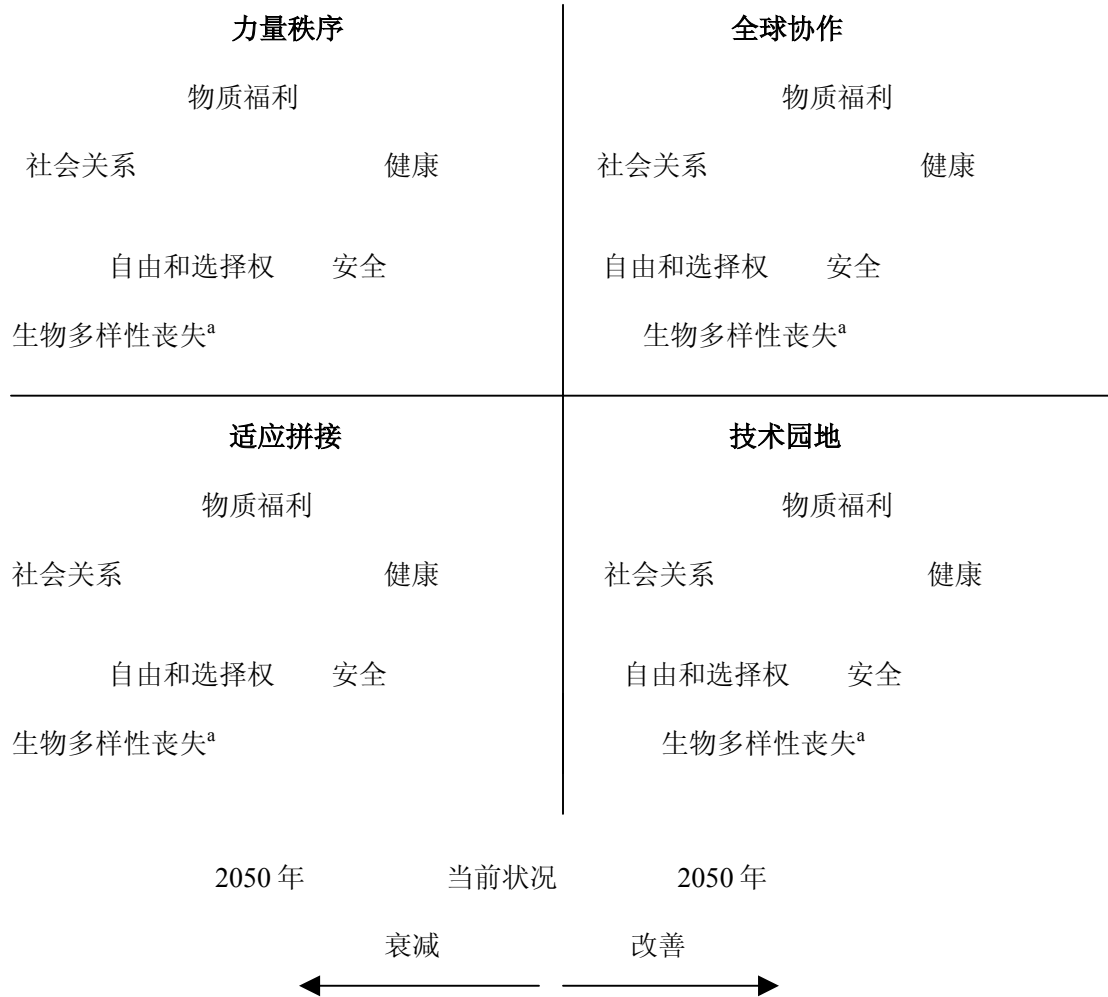 力量秩序
物质福利
社会关系 健康
自由和选择权 安全
生物多样性丧失a
全球协作
物质福利
社会关系 健康
自由和选择权 安全
生物多样性丧失a
适应拼接
物质福利
社会关系 健康
自由和选择权 安全
生物多样性丧失a
技术园地
物质福利
社会关系 健康
自由和选择权 安全
生物多样性丧失a
2050 年 当前状况 2050 年
衰减 改善